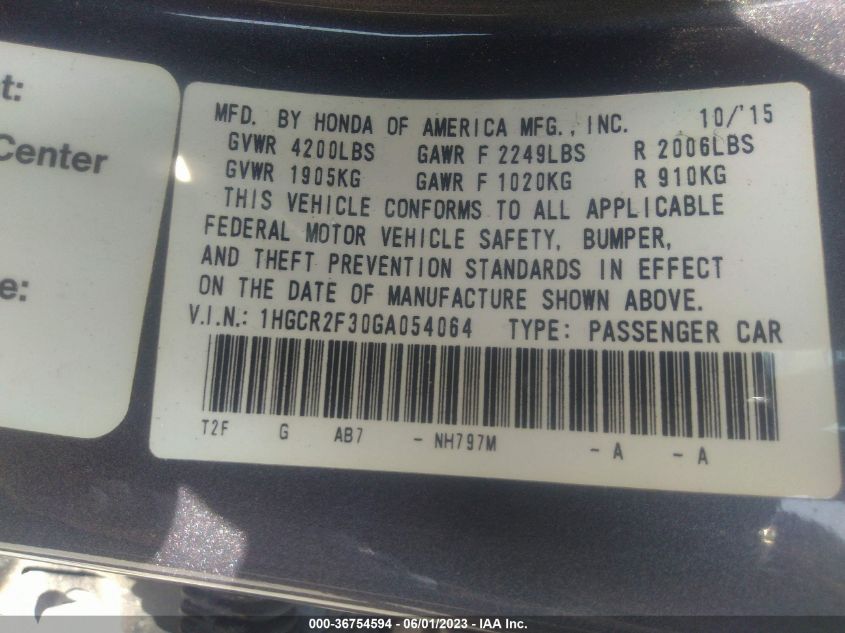 t:
Center
e:
MFD. BY HONDA OF AMERICA MFG., INC. 10/'15
GVWR 4200LBS GAWR F 2249LBS R 2006LBS
GVWR 1905KG GAWR F 1020KG R 910KG
THIS VEHICLE CONFORMS TO ALL APPLICABLE
FEDERAL MOTOR VEHICLE SAFETY, BUMPER,
AND THEFT PREVENTION STANDARDS IN EFFECT
ON THE DATE OF MANUFACTURE SHOWN ABOVE.
V.I.N.: 1HGCR2F30GA054064 TYPE: PASSENGER CAR
T2F G AB7 - NH797M - A - A
000-36754594 - 06/01/2023 - IAA Inc.